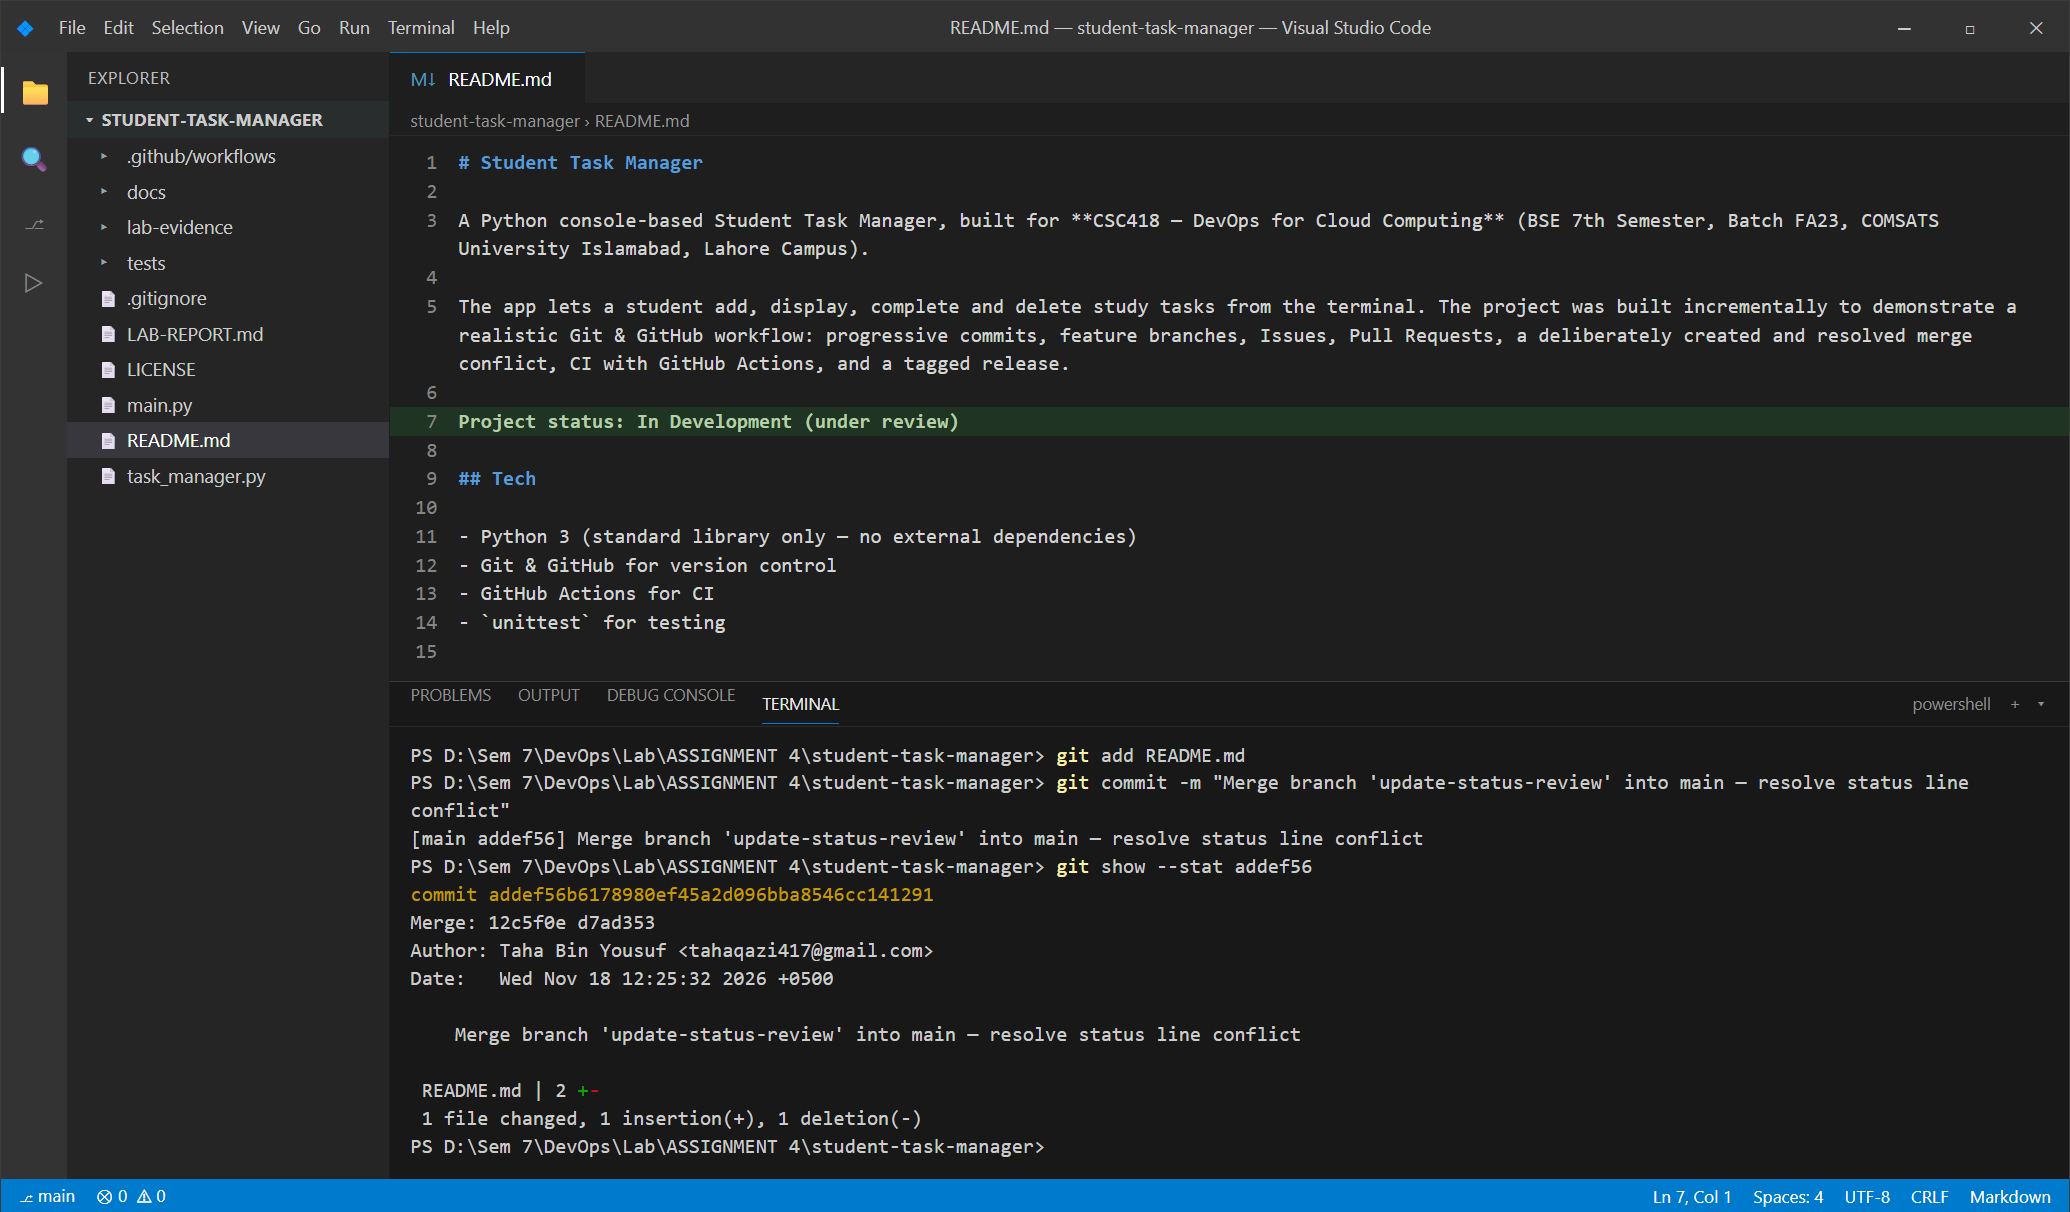 File Edit Selection View Go Run Terminal Help
README.md — student-task-manager — Visual Studio Code
EXPLORER
STUDENT-TASK-MANAGER
.github/workflows
docs
lab-evidence
tests
.gitignore
LAB-REPORT.md
LICENSE
main.py
README.md
task_manager.py
M↓ README.md
student-task-manager › README.md
1 # Student Task Manager
2
3 A Python console-based Student Task Manager, built for **CSC418 — DevOps for Cloud Computing** (BSE 7th Semester, Batch FA23, COMSATS
University Islamabad, Lahore Campus).
4
5 The app lets a student add, display, complete and delete study tasks from the terminal. The project was built incrementally to demonstrate a
realistic Git & GitHub workflow: progressive commits, feature branches, Issues, Pull Requests, a deliberately created and resolved merge
conflict, CI with GitHub Actions, and a tagged release.
6
7 Project status: In Development (under review)
8
9 ## Tech
10
11 - Python 3 (standard library only — no external dependencies)
12 - Git & GitHub for version control
13 - GitHub Actions for CI
14 - `unittest` for testing
15
PROBLEMS OUTPUT DEBUG CONSOLE TERMINAL
powershell +
PS D:\Sem 7\DevOps\Lab\ASSIGNMENT 4\student-task-manager> git add README.md
PS D:\Sem 7\DevOps\Lab\ASSIGNMENT 4\student-task-manager> git commit -m "Merge branch 'update-status-review' into main — resolve status line
conflict"
[main addef56] Merge branch 'update-status-review' into main — resolve status line conflict
PS D:\Sem 7\DevOps\Lab\ASSIGNMENT 4\student-task-manager> git show --stat addef56
commit addef56b6178980ef45a2d096bba8546cc141291
Merge: 12c5f0e d7ad353
Author: Taha Bin Yousuf <tahaqazi417@gmail.com>
Date:   Wed Nov 18 12:25:32 2026 +0500
Merge branch 'update-status-review' into main — resolve status line conflict
README.md | 2 +-
1 file changed, 1 insertion(+), 1 deletion(-)
PS D:\Sem 7\DevOps\Lab\ASSIGNMENT 4\student-task-manager>
main 0 0
Ln 7, Col 1 Spaces: 4 UTF-8 CRLF Markdown